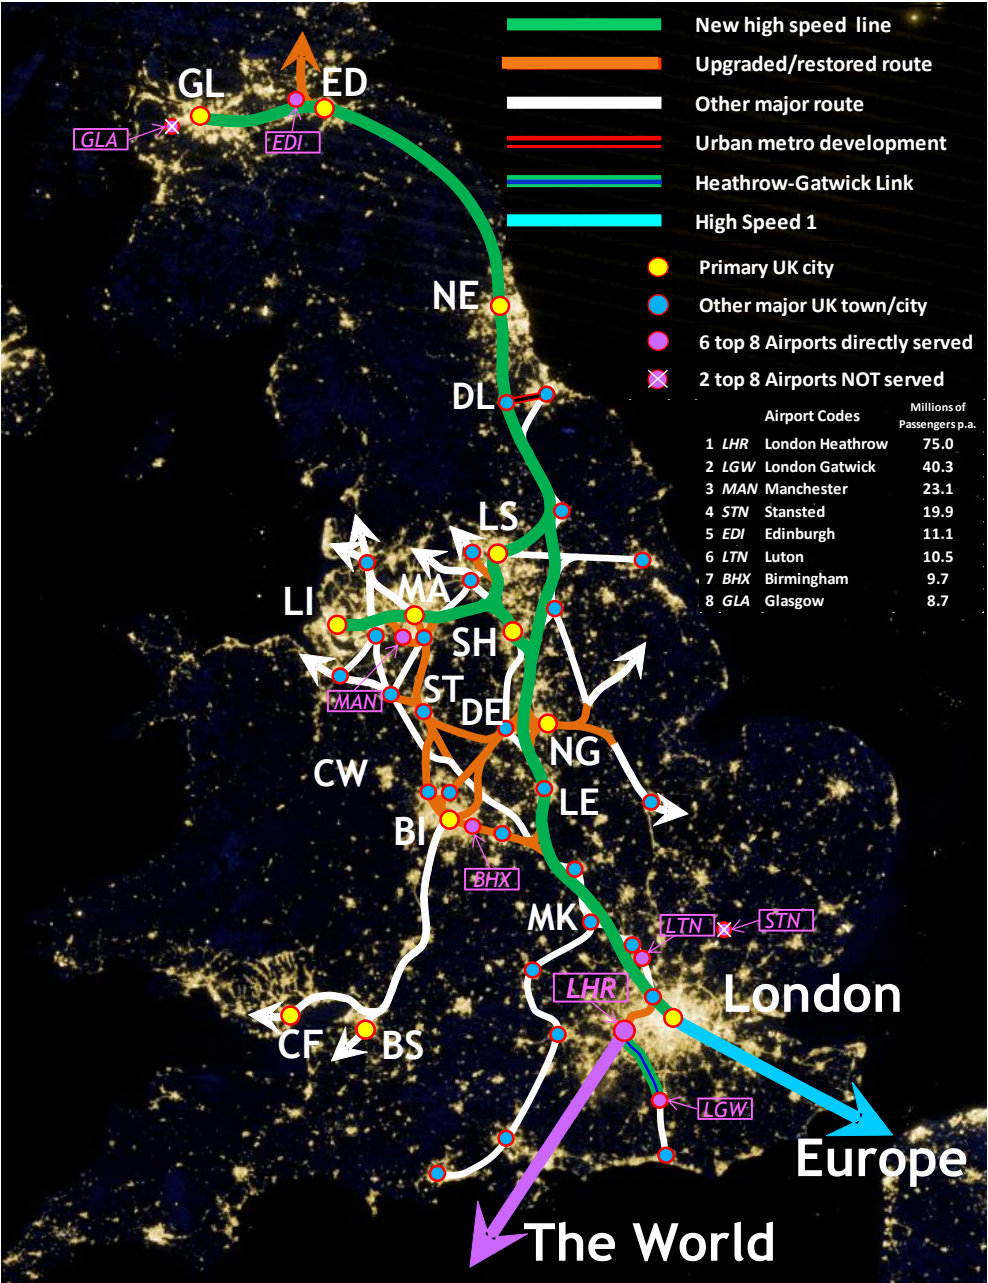 New high speed line
Upgraded/restored route
Other major route
Urban metro development
Heathrow-Gatwick Link
High Speed 1
Primary UK city
Other major UK town/city
6 top 8 Airports directly served
2 top 8 Airports NOT served
Airport Codes
Millions of
Passengers p.a.
1 LHR London Heathrow 75.0
2 LGW London Gatwick 40.3
3 MAN Manchester 23.1
4 STN Stansted 19.9
5 EDI Edinburgh 11.1
6 LTN Luton 10.5
7 BHX Birmingham 9.7
8 GLA Glasgow 8.7
GL
ED
GLA
EDI
NE
DL
LS
LI
MA
SH
MAN
ST
DE
NG
CW
LE
BI
BHX
MK
LTN
STN
LHR
London
CF
BS
LGW
Europe
The World